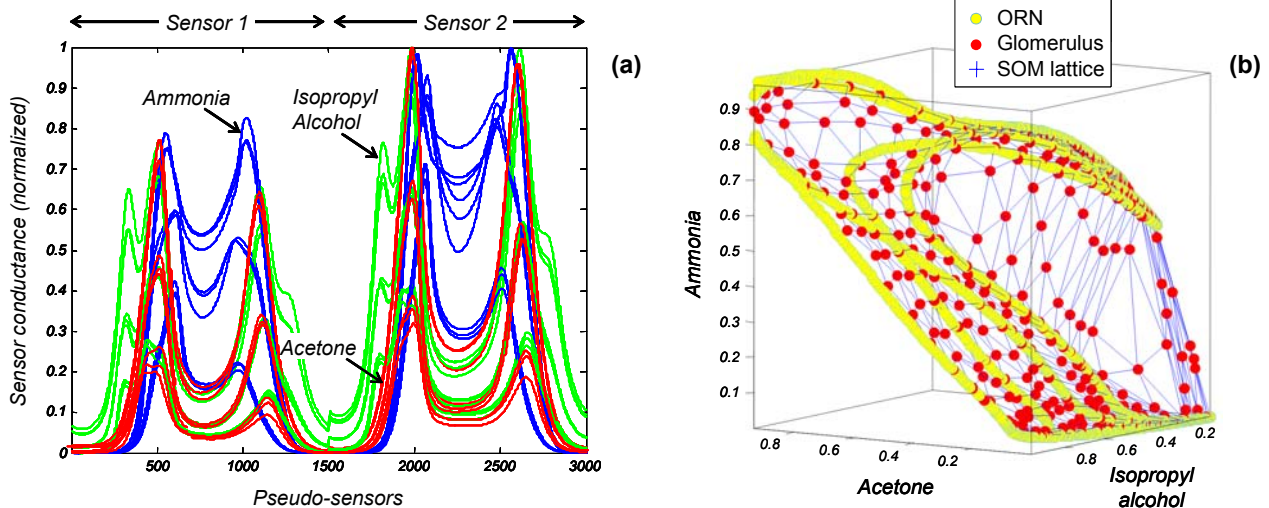 Sensor 1
Sensor 2
1
0.9
0.8
0.7
0.6
0.5
0.4
0.3
0.2
0.1
0
Sensor conductance (normalized)
Ammonia
Isopropyl
Alcohol
Acetone
500
1000
1500
2000
2500
3000
Pseudo-sensors
(a)
ORN
Glomerulus
SOM lattice
(b)
0.9
0.8
0.7
0.6
0.5
0.4
0.3
0.2
0.1
Ammonia
0.8
0.6
0.4
0.2
Acetone
0.8
0.6
0.4
0.2
Isopropyl
alcohol